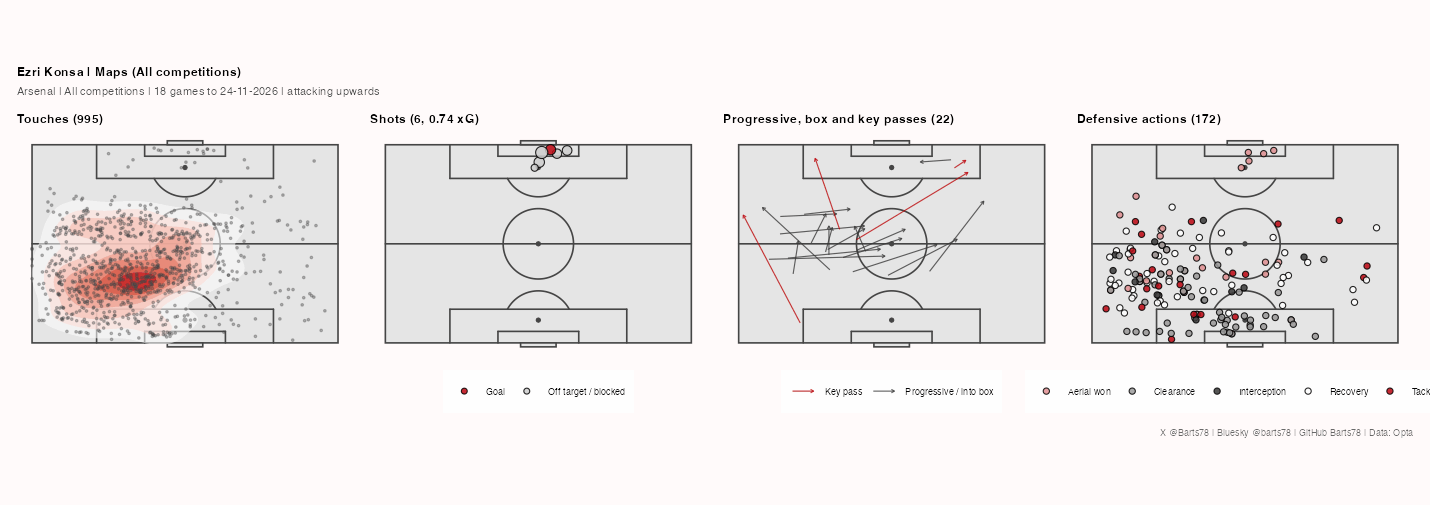 Ezri Konsa | Maps (All competitions)
Arsenal | All competitions | 18 games to 24-11-2026 | attacking upwards
Touches (995)
Shots (6, 0.74 xG)
Progressive, box and key passes (22)
Defensive actions (172)
Goal
Off target / blocked
Key pass
Progressive / into box
Aerial won
Clearance
Interception
Recovery
Tack
X @Barts78 | Bluesky @barts78 | GitHub Barts78 | Data: Opta